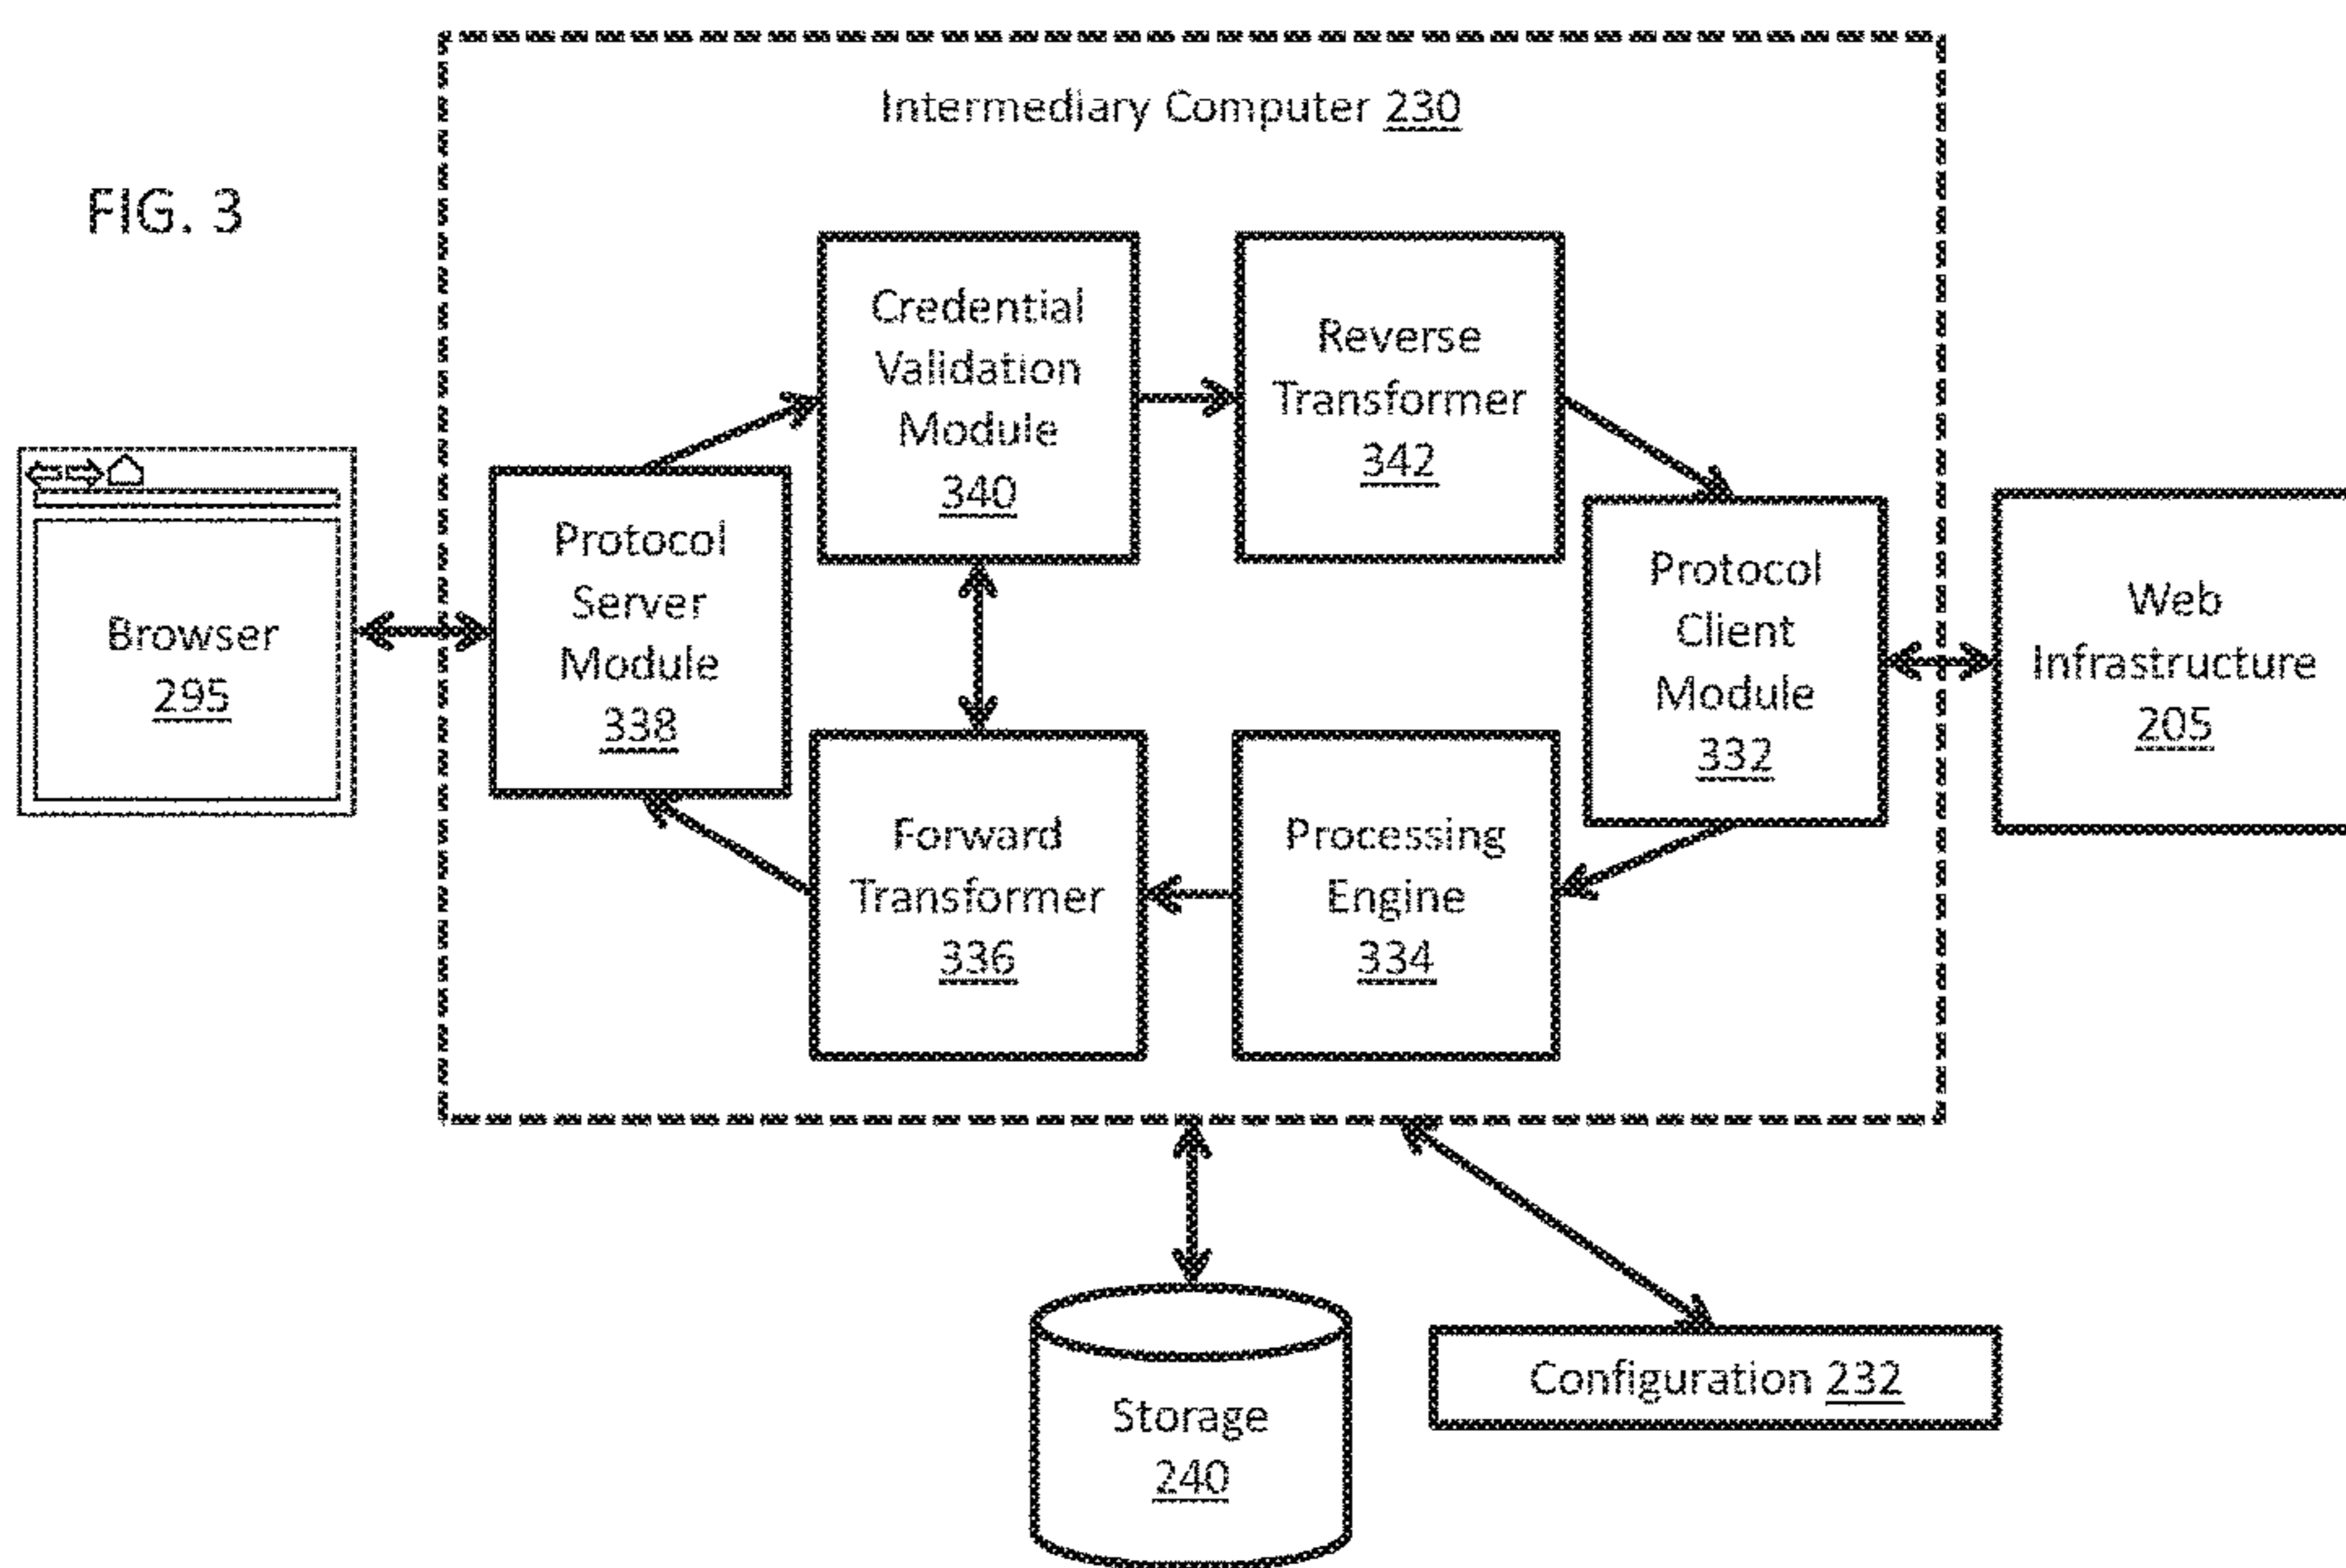 Intermediary Computer 230
FIG. 3
Credential
Validation
Module
340
Reverse
Transformer
342
Browser
295
Protocol
Server
Module
338
Protocol
Client
Module
332
Web
Infrastructure
205
Forward
Transformer
336
Processing
Engine
334
Storage
240
Configuration 232